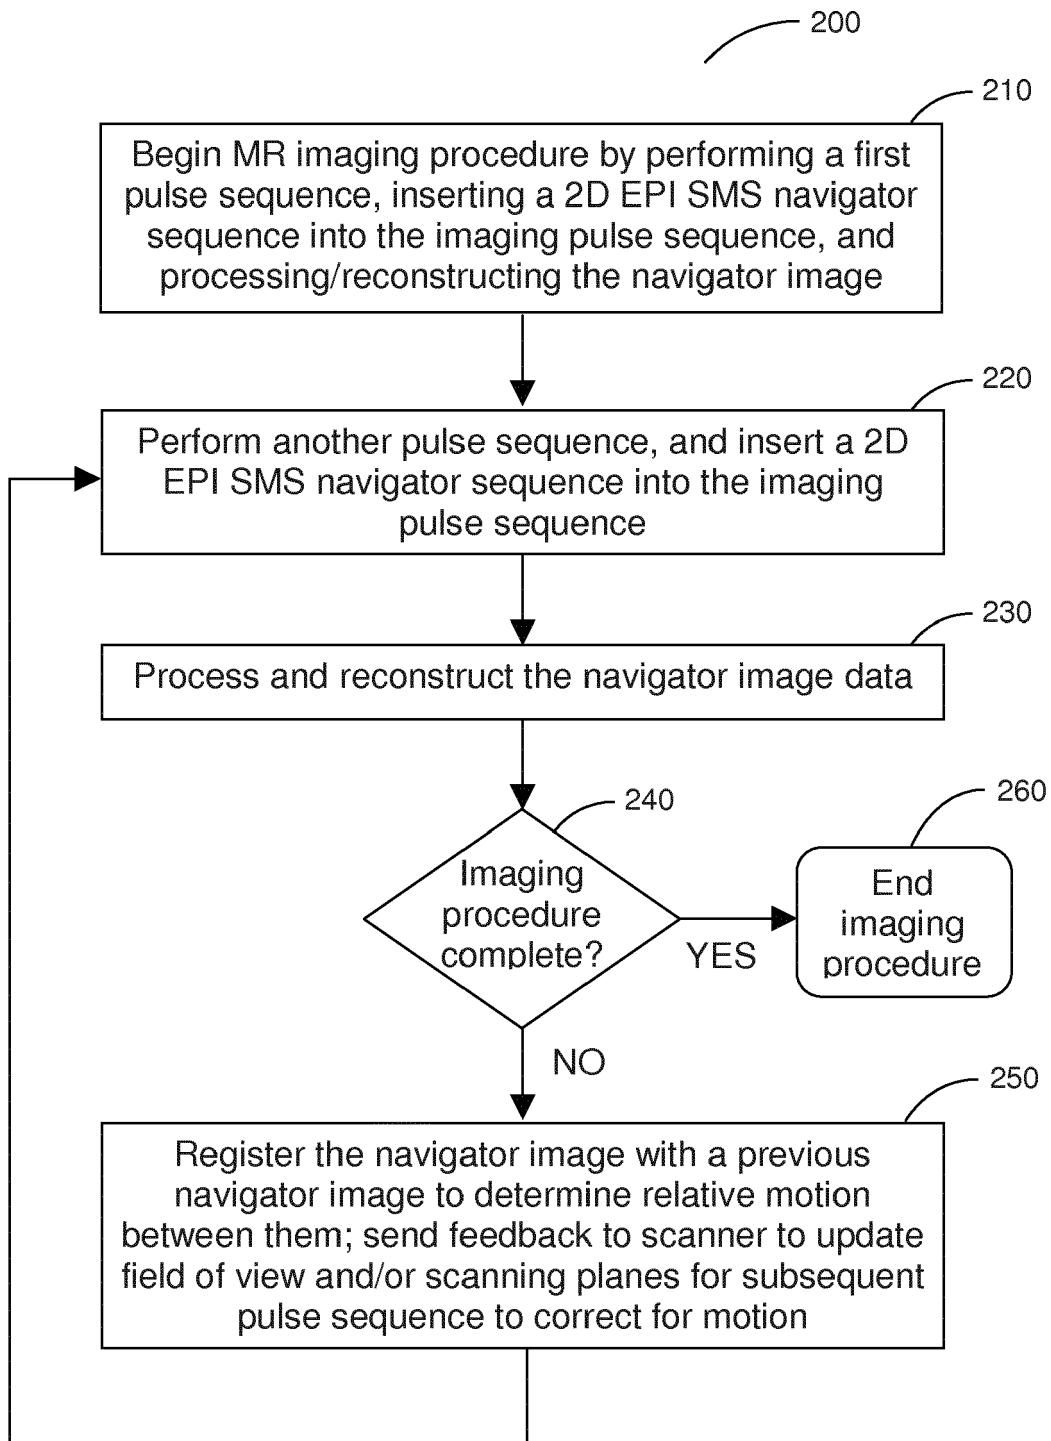 200
210
Begin MR imaging procedure by performing a first
pulse sequence, inserting a 2D EPI SMS navigator
sequence into the imaging pulse sequence, and
processing/reconstructing the navigator image
220
Perform another pulse sequence, and insert a 2D
EPI SMS navigator sequence into the imaging
pulse sequence
230
Process and reconstruct the navigator image data
240
Imaging
procedure
complete?
YES
260
End
imaging
procedure
NO
250
Register the navigator image with a previous
navigator image to determine relative motion
between them; send feedback to scanner to update
field of view and/or scanning planes for subsequent
pulse sequence to correct for motion